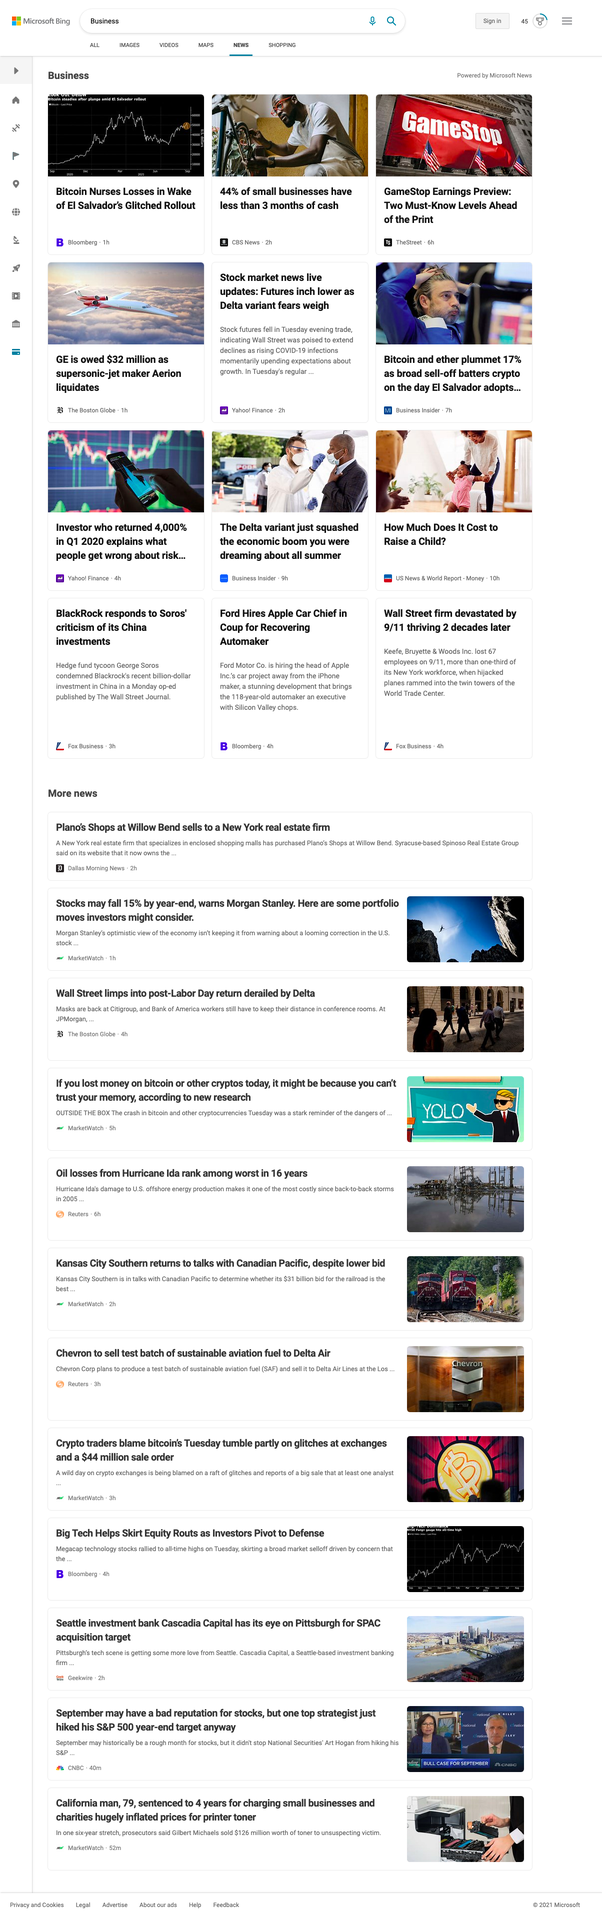 Microsoft Bing
Business
Sign in
45
ALL IMAGES VIDEOS MAPS NEWS SHOPPING
Business
Powered by Microsoft News
Bitcoin Nurses Losses in Wake
of El Salvador's Glitched Rollout
Bloomberg · 1h
44% of small businesses have
less than 3 months of cash
CBS News · 2h
GameStop
GameStop Earnings Preview:
Two Must-Know Levels Ahead
of the Print
TheStreet · 6h
GE is owed $32 million as
supersonic-jet maker Aerion
liquidates
The Boston Globe · 1h
Stock market news live
updates: Futures inch lower as
Delta variant fears weigh
Stock futures fell in Tuesday evening trade,
indicating Wall Street was poised to extend
declines as rising COVID-19 infections
momentarily upending expectations about
growth. In Tuesday's regular ...
Yahoo! Finance · 2h
Bitcoin and ether plummet 17%
as broad sell-off batters crypto
on the day El Salvador adopts...
Business Insider · 7h
Investor who returned 4,000%
in Q1 2020 explains what
people get wrong about risk...
Yahoo! Finance · 4h
The Delta variant just squashed
the economic boom you were
dreaming about all summer
Business Insider · 9h
How Much Does It Cost to
Raise a Child?
US News & World Report - Money · 10h
BlackRock responds to Soros'
criticism of its China
investments
Hedge fund tycoon George Soros
condemned Blackrock's recent billion-dollar
investment in China in a Monday op-ed
published by The Wall Street Journal.
Fox Business · 3h
Ford Hires Apple Car Chief in
Coup for Recovering
Automaker
Ford Motor Co. is hiring the head of Apple
Inc.'s car project away from the iPhone
maker, a stunning development that brings
the 118-year-old automaker an executive
with Silicon Valley chops.
Bloomberg · 4h
Wall Street firm devastated by
9/11 thriving 2 decades later
Keefe, Bruyette & Woods Inc. lost 67
employees on 9/11, more than one-third of
its New York workforce, when hijacked
planes rammed into the twin towers of the
World Trade Center.
Fox Business · 4h
More news
Plano's Shops at Willow Bend sells to a New York real estate firm
A New York real estate firm that specializes in enclosed shopping malls has purchased Plano's Shops at Willow Bend. Syracuse-based Spinoso Real Estate Group
said on its website that it now owns the ...
Dallas Morning News · 2h
Stocks may fall 15% by year-end, warns Morgan Stanley. Here are some portfolio
moves investors might consider.
Morgan Stanley's optimistic view of the economy isn't keeping it from warning about a looming correction in the U.S.
stock ...
MarketWatch · 1h
Wall Street limps into post-Labor Day return derailed by Delta
Masks are back at Citigroup, and Bank of America workers still have to keep their distance in conference rooms. At
JPMorgan, ...
The Boston Globe · 4h
If you lost money on bitcoin or other cryptos today, it might be because you can't
trust your memory, according to new research
OUTSIDE THE BOX The crash in bitcoin and other cryptocurrencies Tuesday was a stark reminder of the dangers of ...
MarketWatch · 5h
YOLO
Oil losses from Hurricane Ida rank among worst in 16 years
Hurricane Ida's damage to U.S. offshore energy production makes it one of the most costly since back-to-back storms
in 2005 ...
Reuters · 6h
Kansas City Southern returns to talks with Canadian Pacific, despite lower bid
Kansas City Southern is in talks with Canadian Pacific to determine whether its $31 billion bid for the railroad is the
best ...
MarketWatch · 2h
Chevron to sell test batch of sustainable aviation fuel to Delta Air
Chevron Corp plans to produce a test batch of sustainable aviation fuel (SAF) and sell it to Delta Air Lines at the Los ...
Reuters · 3h
Chevron
Crypto traders blame bitcoin's Tuesday tumble partly on glitches at exchanges
and a $44 million sale order
A wild day on crypto exchanges is being blamed on a raft of glitches and reports of a big sale that at least one analyst
...
MarketWatch · 3h
Big Tech Helps Skirt Equity Routs as Investors Pivot to Defense
Megacap technology stocks rallied to all-time highs on Tuesday, skirting a broad market selloff driven by concern that
the ...
Bloomberg · 4h
Seattle investment bank Cascadia Capital has its eye on Pittsburgh for SPAC
acquisition target
Pittsburgh's tech scene is getting some more love from Seattle. Cascadia Capital, a Seattle-based investment banking
firm ...
Geekwire · 2h
September may have a bad reputation for stocks, but one top strategist just
hiked his S&P 500 year-end target anyway
September may historically be a rough month for stocks, but it didn't stop National Securities' Art Hogan from hiking his
S&P ...
CNBC · 40m
BULL CASE FOR SEPTEMBER
California man, 79, sentenced to 4 years for charging small businesses and
charities hugely inflated prices for printer toner
In one six-year stretch, prosecutors said Gilbert Michaels sold $126 million worth of toner to unsuspecting victim.
MarketWatch · 52m
Privacy and Cookies Legal Advertise About our ads Help Feedback
© 2021 Microsoft